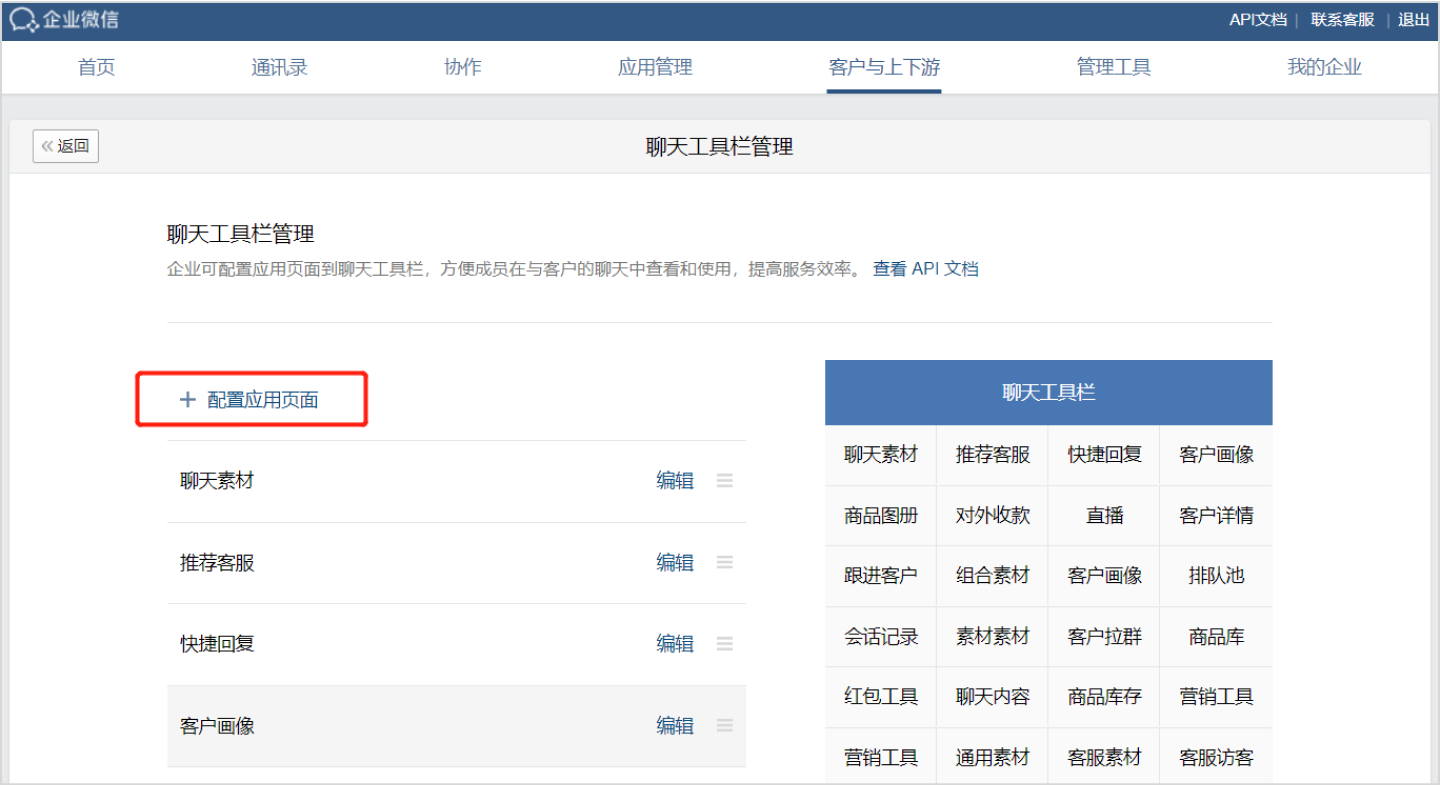 企业微信
API文档 | 联系客服 | 退出
首页 通讯录 协作 应用管理 客户与上下游 管理工具 我的企业
« 返回
聊天工具栏管理
聊天工具栏管理
企业可配置应用页面到聊天工具栏，方便成员在与客户的聊天中查看和使用，提高服务效率。 查看 API 文档
+ 配置应用页面
聊天素材 编辑
推荐客服 编辑
快捷回复 编辑
客户画像 编辑
聊天工具栏
聊天素材 推荐客服 快捷回复 客户画像
商品图册 对外收款 直播 客户详情
跟进客户 组合素材 客户画像 排队池
会话记录 素材素材 客户拉群 商品库
红包工具 聊天内容 商品库存 营销工具
营销工具 通用素材 客服素材 客服访客